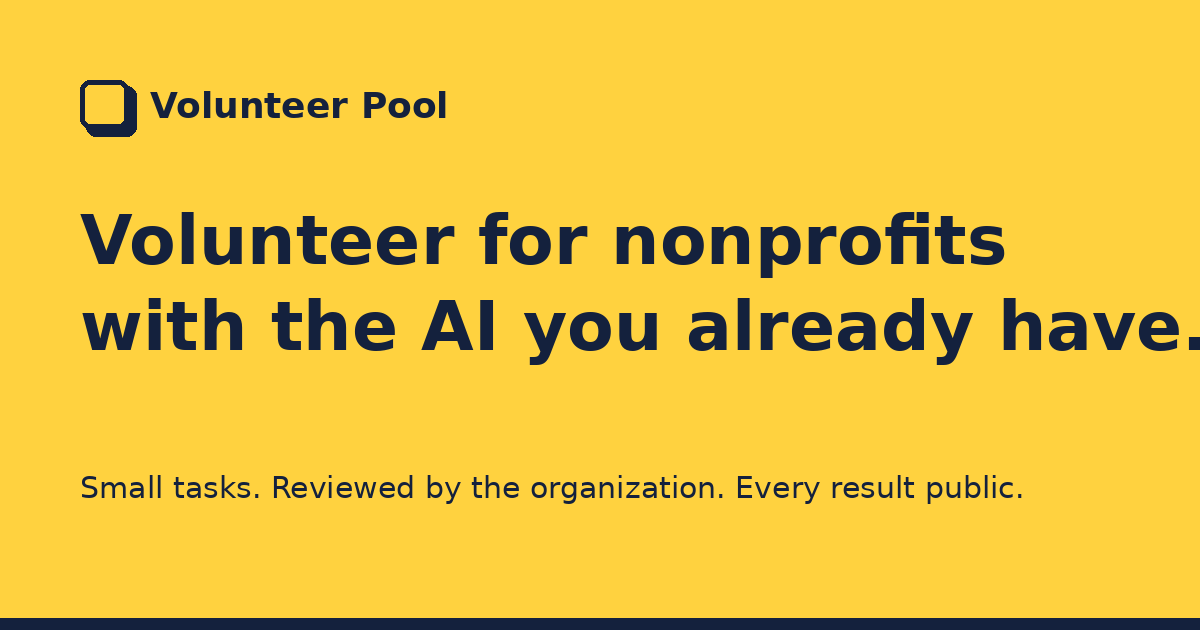 Volunteer Pool
Volunteer for nonprofits
with the AI you already have.
Small tasks. Reviewed by the organization. Every result public.